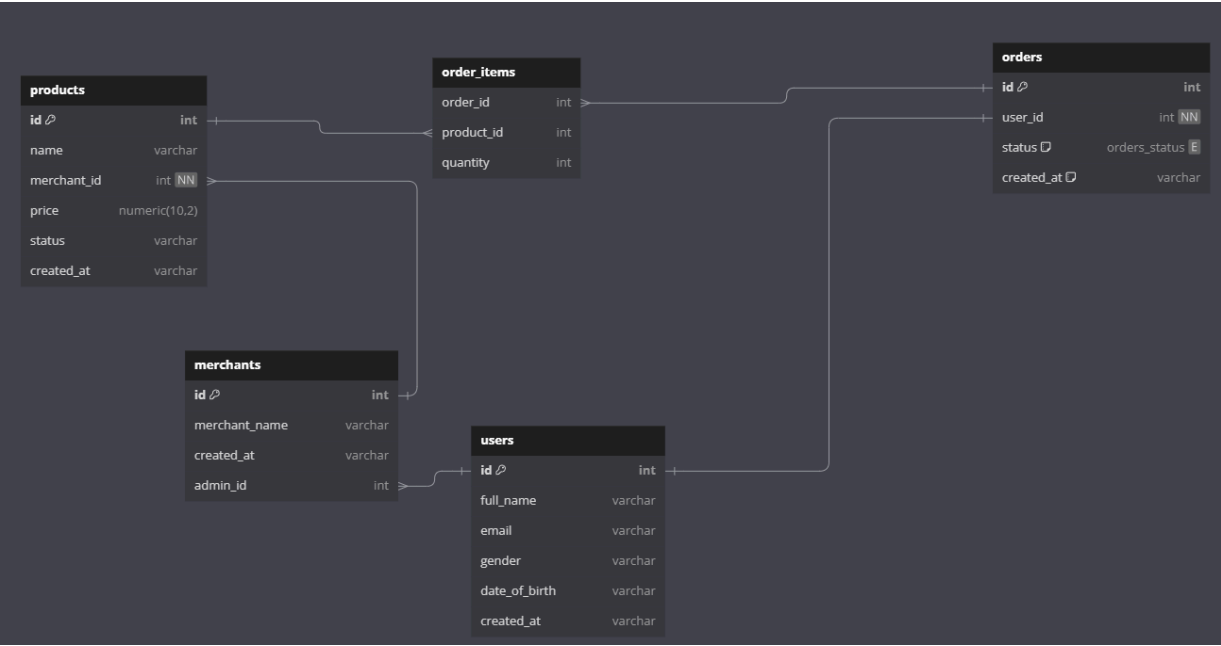 products
id int
name varchar
merchant_id int NN
price numeric(10,2)
status varchar
created_at varchar
order_items
order_id int
product_id int
quantity int
orders
id int
user_id int NN
status orders_status E
created_at varchar
merchants
id int
merchant_name varchar
created_at varchar
admin_id int
users
id int
full_name varchar
email varchar
gender varchar
date_of_birth varchar
created_at varchar